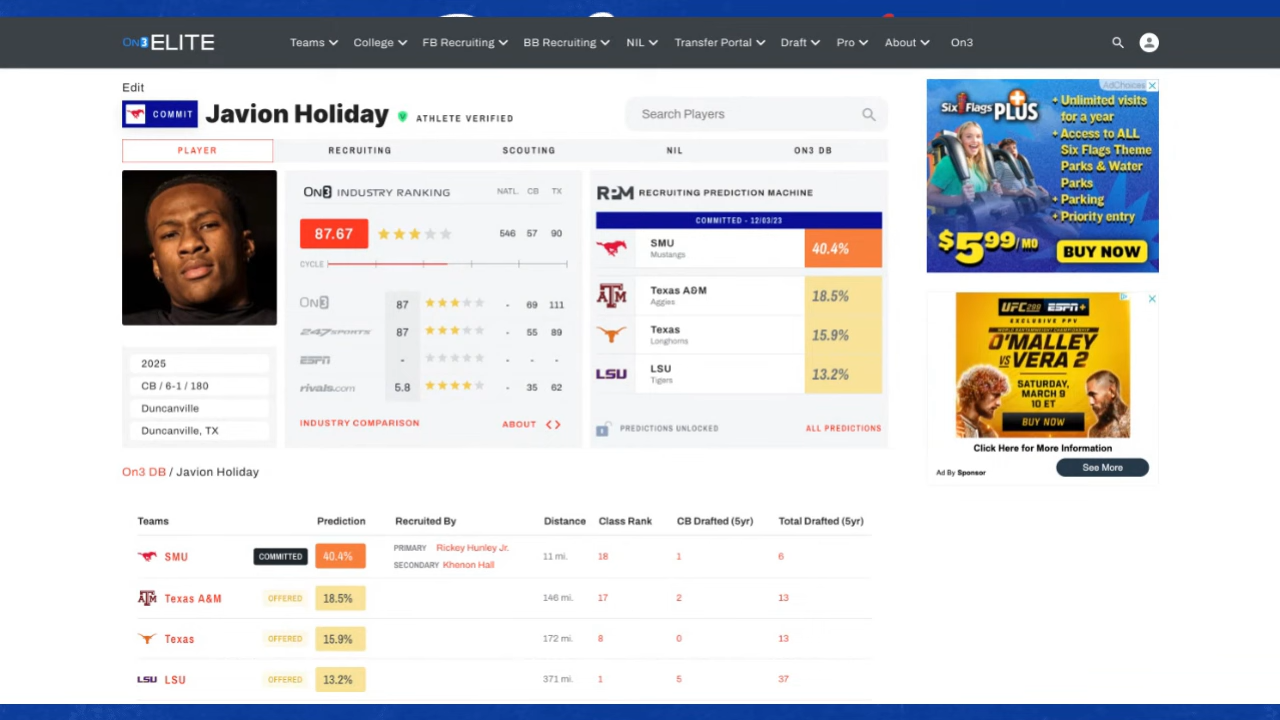 On3 ELITE Teams College FB Recruiting BB Recruiting NIL Transfer Portal Draft Pro About On3
Edit
COMMIT Javion Holiday ATHLETE VERIFIED
Search Players
PLAYER RECRUITING SCOUTING NIL ON3 DB
On3 INDUSTRY RANKING NATL. CB TX
87.67 546 57 90
CYCLE
On3 87 - 69 111
247SPORTS 87 - 55 89
ESPN - - - -
rivals.com 5.8 - 35 62
INDUSTRY COMPARISON ABOUT <>
RPM RECRUITING PREDICTION MACHINE
COMMITTED - 12/03/23
SMU
Mustangs
40.4%
Texas A&M
Aggies
18.5%
Texas
Longhorns
15.9%
LSU LSU
Tigers
13.2%
PREDICTIONS UNLOCKED ALL PREDICTIONS
2025
CB / 6-1 / 180
Duncanville
Duncanville, TX
On3 DB / Javion Holiday
Teams Prediction Recruited By Distance Class Rank CB Drafted (5yr) Total Drafted (5yr)
SMU COMMITTED 40.4% PRIMARY Rickey Hunley Jr. 11 mi. 18 1 6
SECONDARY Khenon Hall
ATM Texas A&M OFFERED 18.5% 146 mi. 17 2 13
Texas OFFERED 15.9% 172 mi. 8 0 13
LSU LSU OFFERED 13.2% 371 mi. 1 5 37
AdChoices
Six Flags PLUS
+ Unlimited visits
for a year
+ Access to ALL
Six Flags Theme
Parks & Water
Parks
+ Parking
+ Priority entry
$5.99/MO
BUY NOW
UFC 299 ESPN+
EXCLUSIVE PPV
O'MALLEY
VS VERA 2
SATURDAY,
MARCH 9
10 ET
BUY NOW
Click Here for More Information
Ad By Sponsor See More